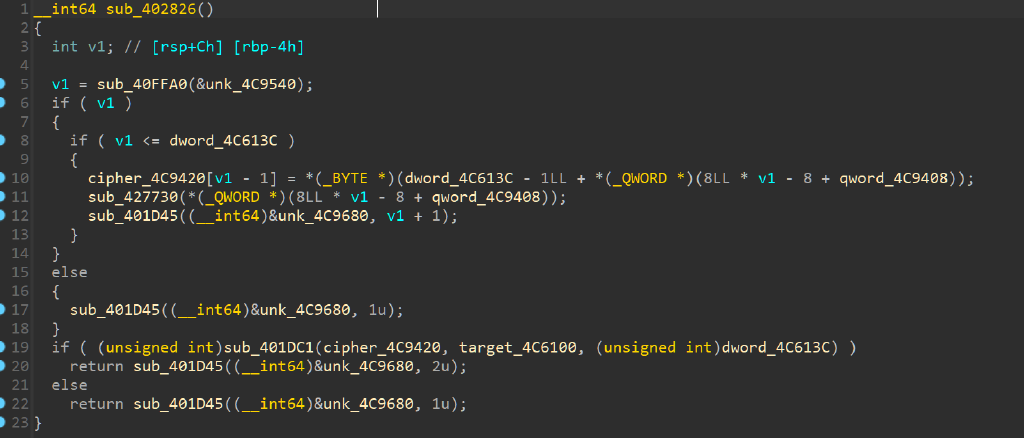 1 __int64 sub_402826()
2 {
3 int v1; // [rsp+Ch] [rbp-4h]
4
5 v1 = sub_40FFA0(&unk_4C9540);
6 if ( v1 )
7 {
8 if ( v1 <= dword_4C613C )
9 {
10 cipher_4C9420[v1 - 1] = *(_BYTE *)(dword_4C613C - 1LL + *(_QWORD *)(8LL * v1 - 8 + qword_4C9408));
11 sub_427730(*(_QWORD *)(8LL * v1 - 8 + qword_4C9408));
12 sub_401D45((__int64)&unk_4C9680, v1 + 1);
13 }
14 }
15 else
16 {
17 sub_401D45((__int64)&unk_4C9680, 1u);
18 }
19 if ( (unsigned int)sub_401DC1(cipher_4C9420, target_4C6100, (unsigned int)dword_4C613C) )
20 return sub_401D45((__int64)&unk_4C9680, 2u);
21 else
22 return sub_401D45((__int64)&unk_4C9680, 1u);
23 }